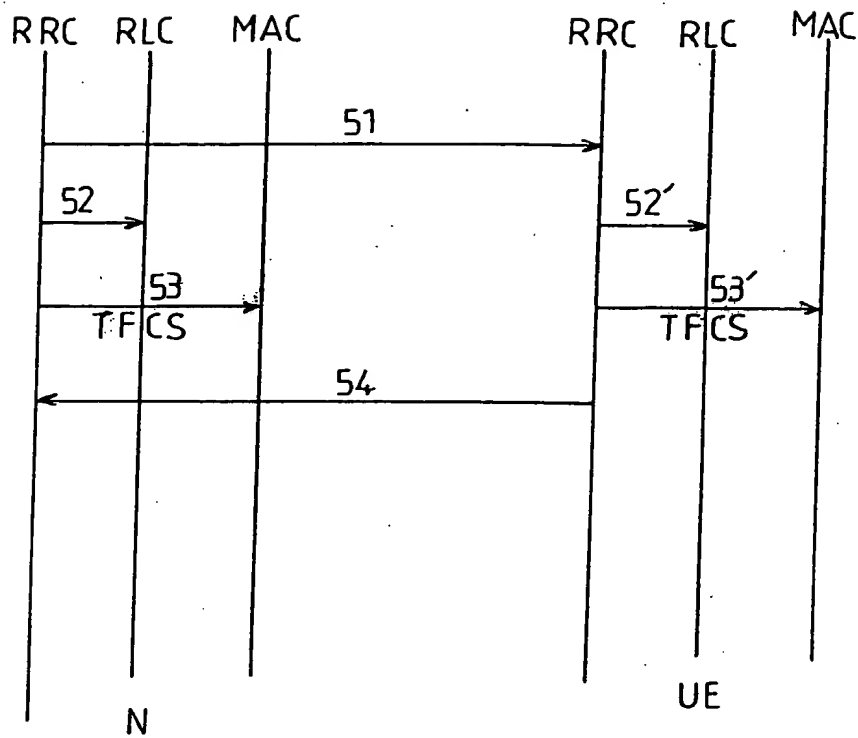 RRC RLC MAC RRC RLC MAC
51
52 52′
53 53′
TFCS TFCS
54
UE
N